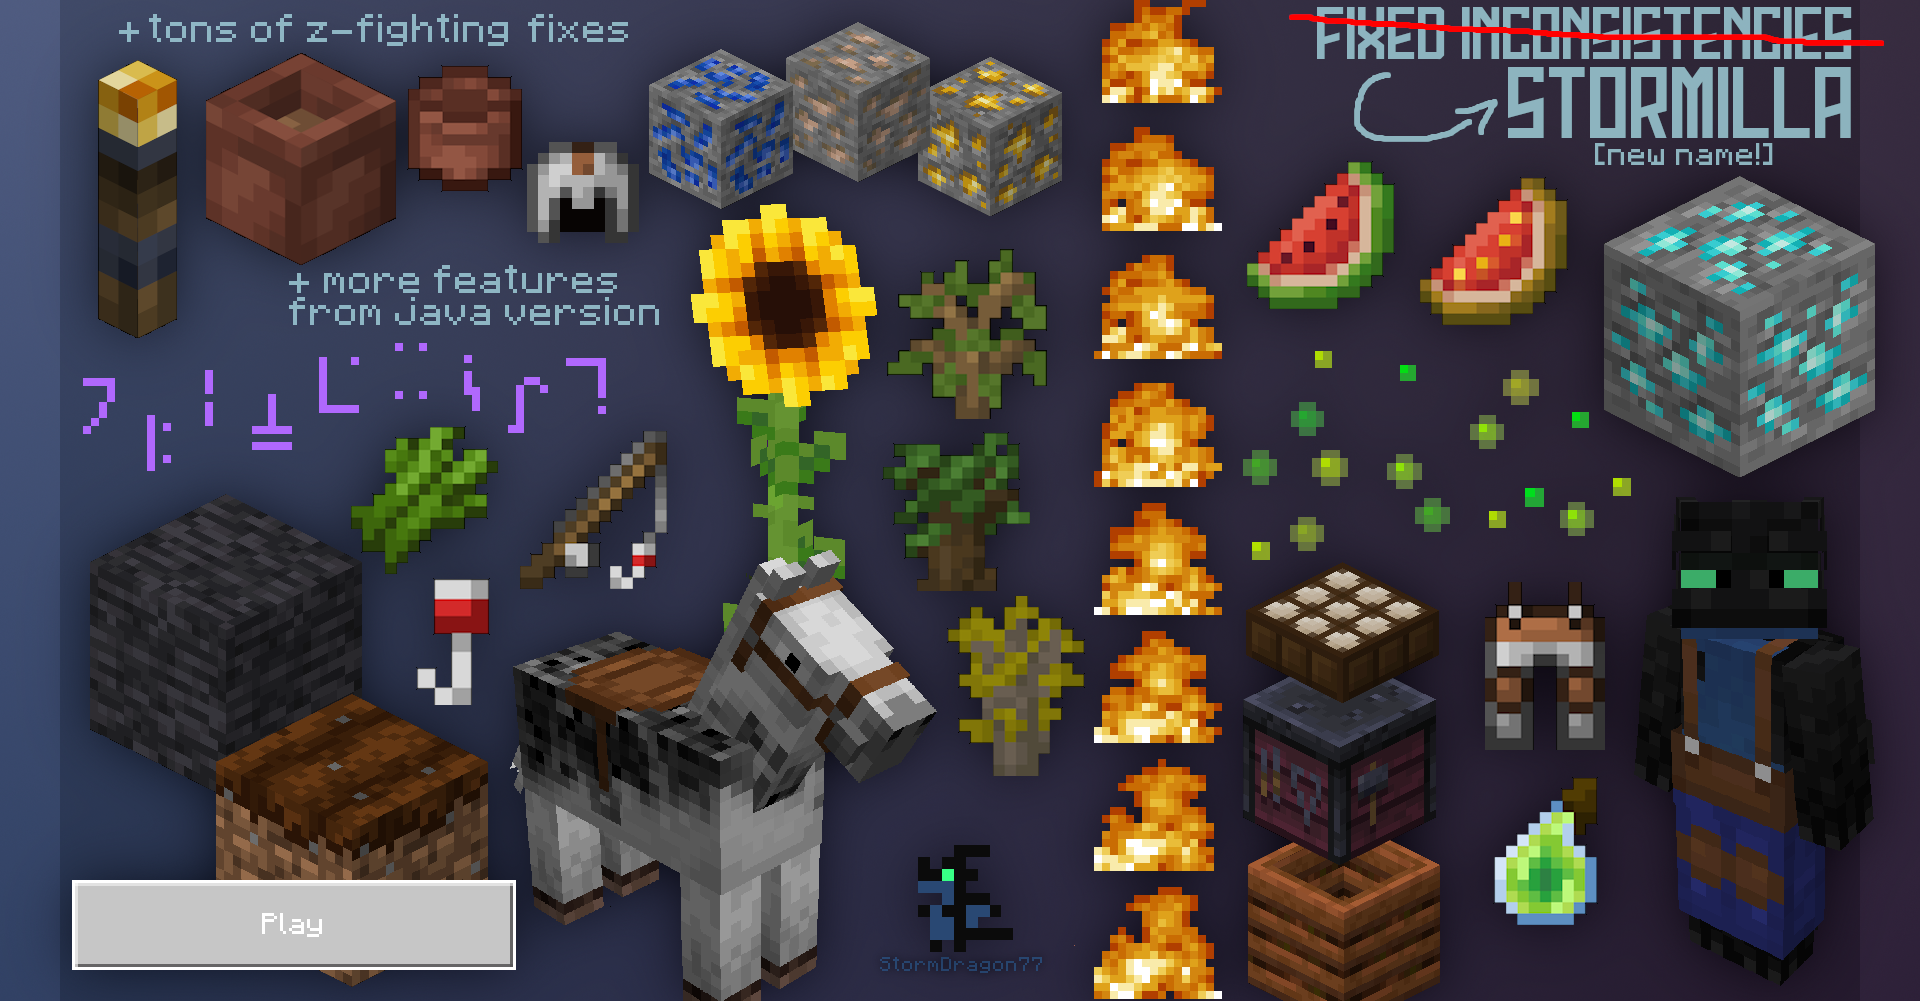 + tons of z-fighting fixes
FIXED INCONSISTENCIES
STORMILLA
[new name!]
+ more features
from Java version
Play
StormDragon77